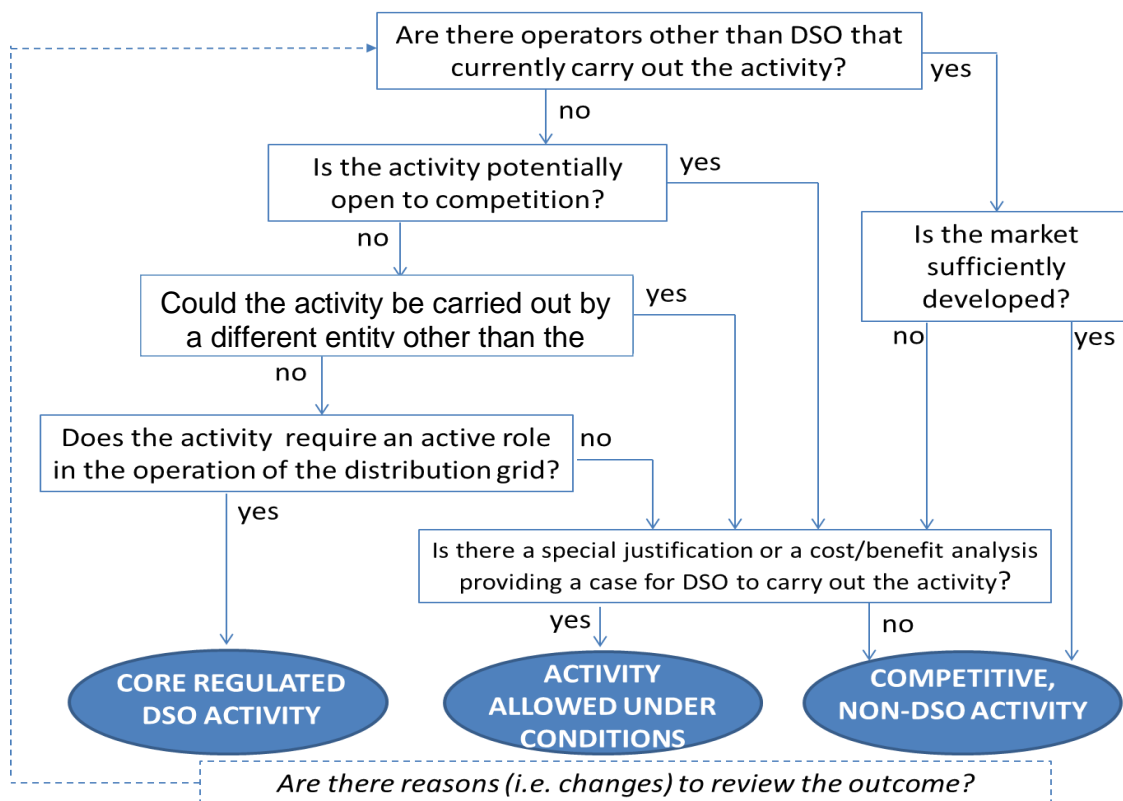 Are there operators other than DSO that
currently carry out the activity?
yes
no
Is the activity potentially
open to competition?
yes
no
Is the market
sufficiently
developed?
no
yes
Could the activity be carried out by
a different entity other than the
yes
no
Does the activity require an active role
in the operation of the distribution grid?
no
yes
Is there a special justification or a cost/benefit analysis
providing a case for DSO to carry out the activity?
yes
no
CORE REGULATED
DSO ACTIVITY
ACTIVITY
ALLOWED UNDER
CONDITIONS
COMPETITIVE,
NON-DSO ACTIVITY
Are there reasons (i.e. changes) to review the outcome?